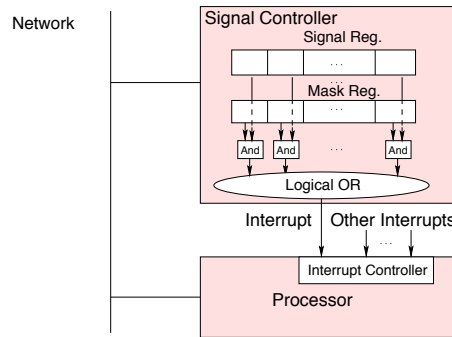 Network
Signal Controller
Signal Reg.
...
...
Mask Reg.
...
And And ... And
Logical OR
Interrupt Other Interrupts
...
Interrupt Controller
Processor